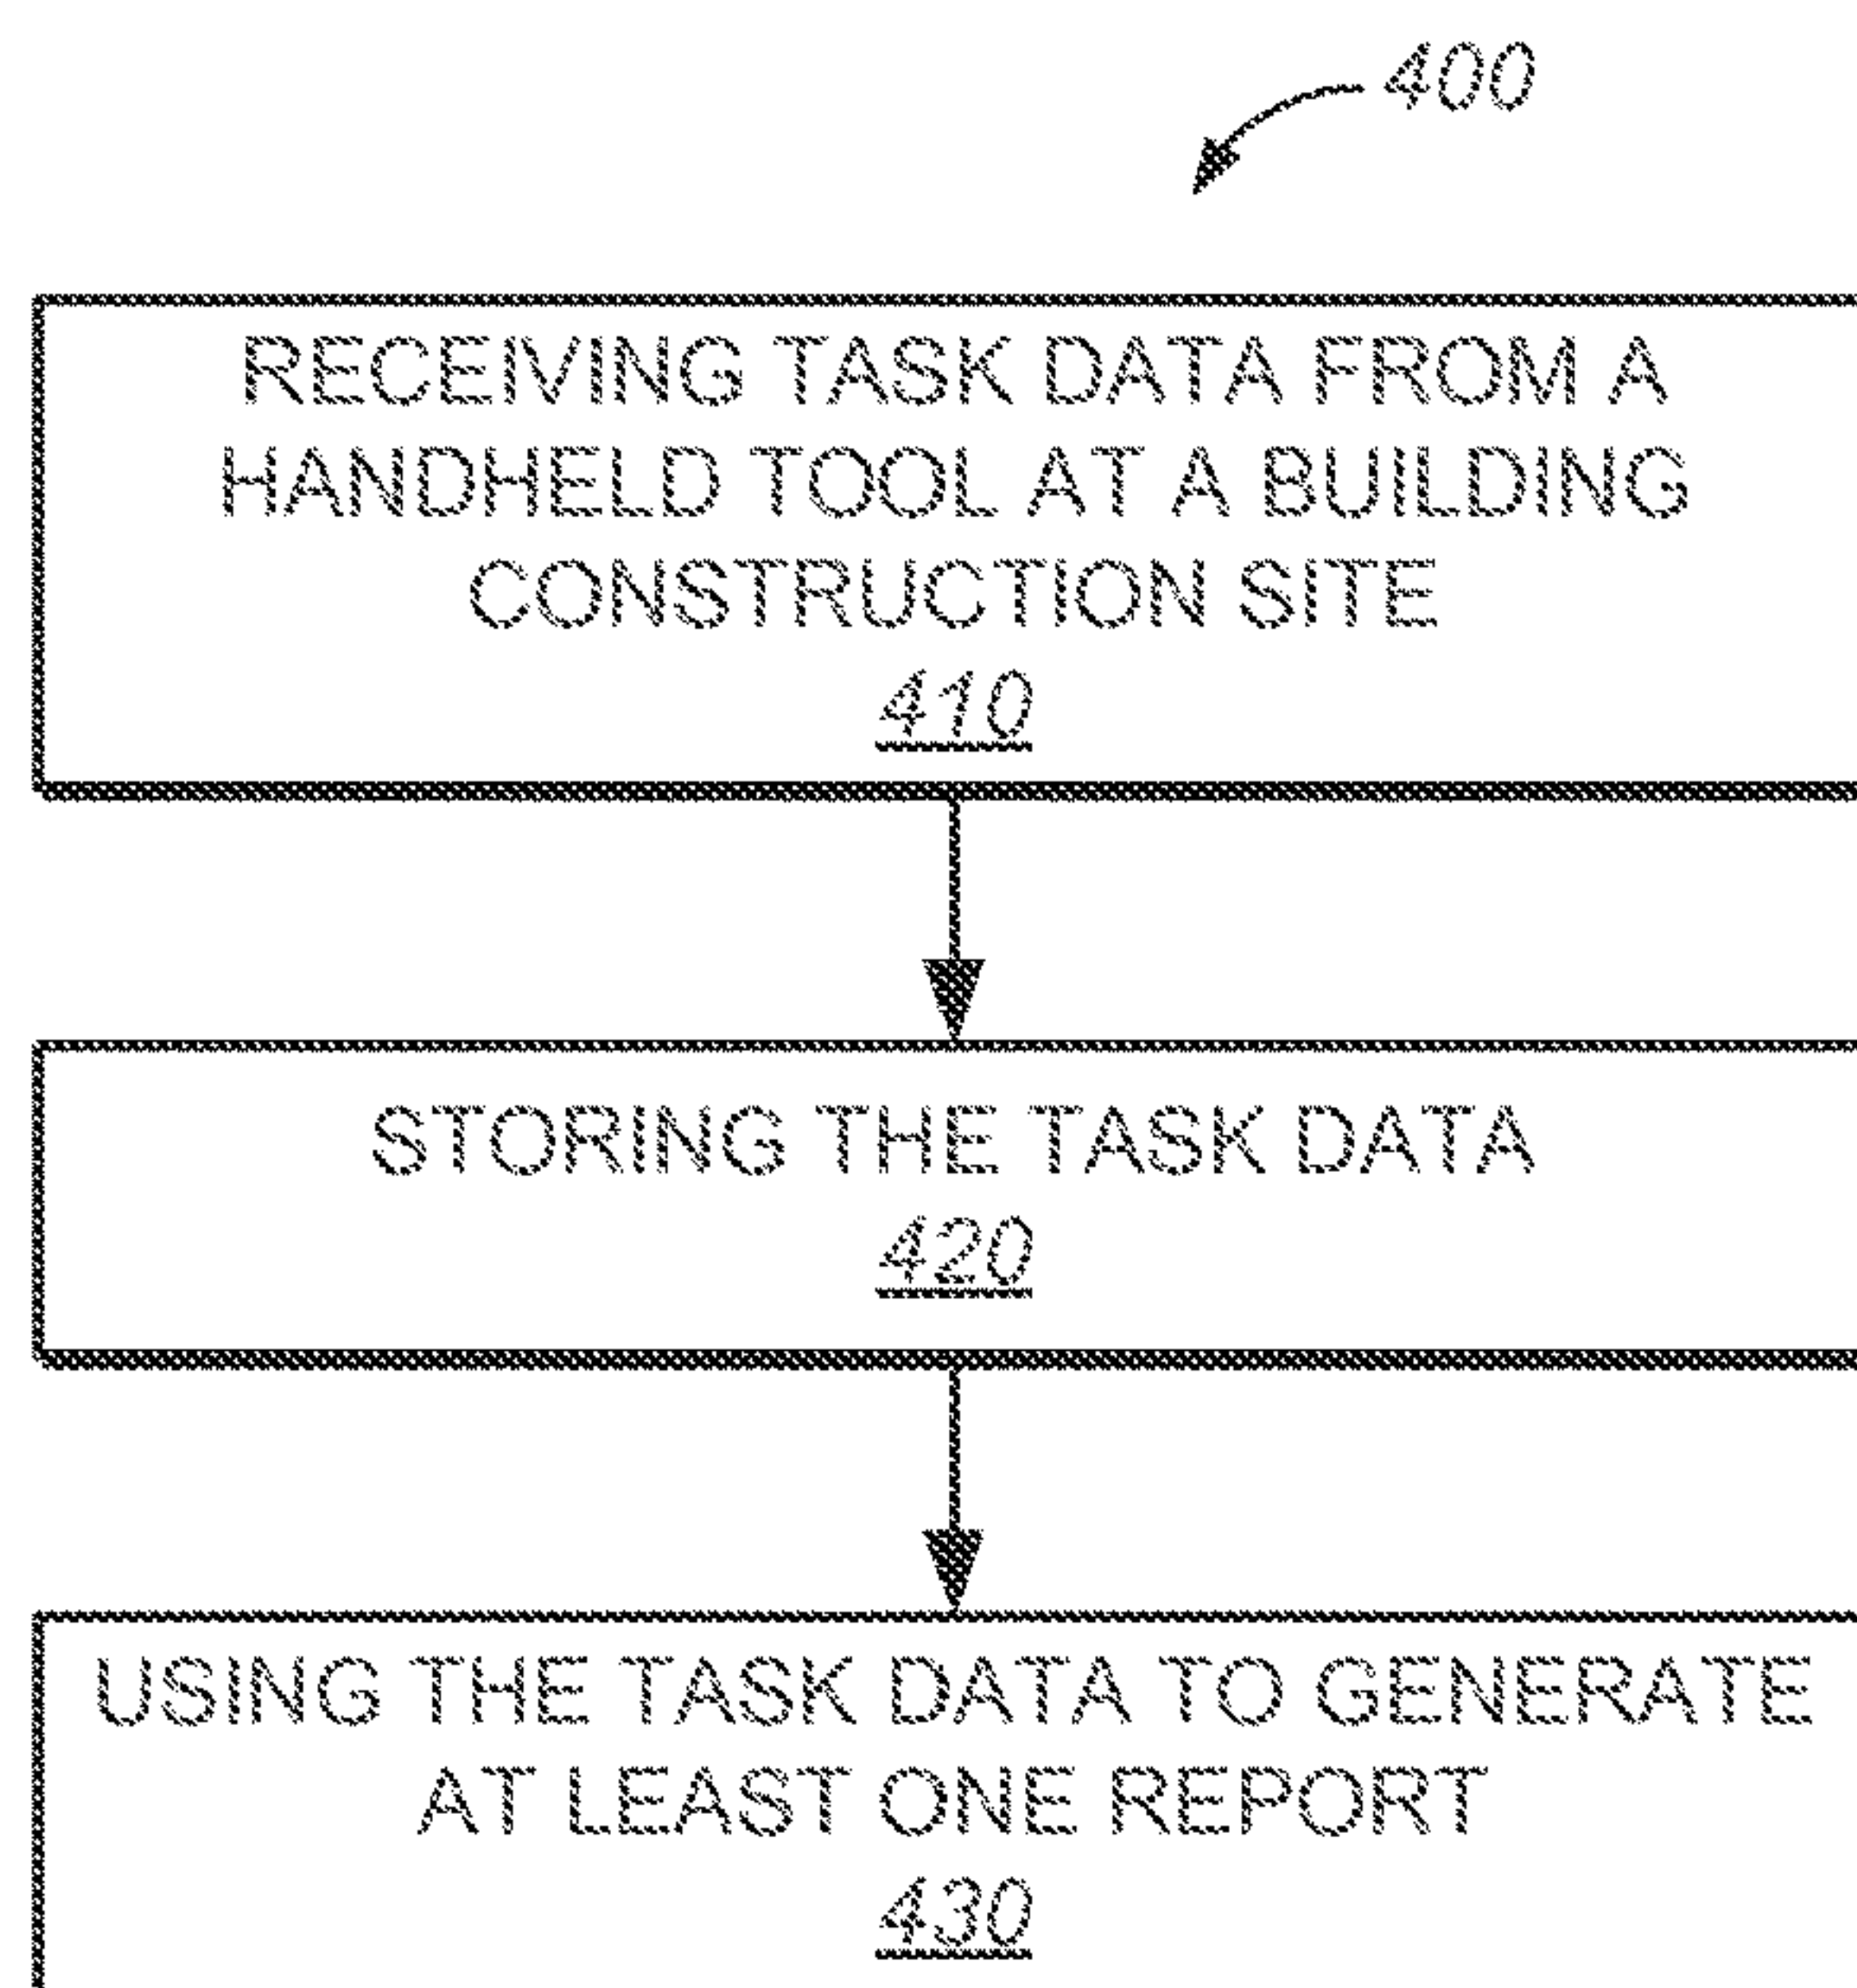 400
RECEIVING TASK DATA FROM A
HANDHELD TOOL AT A BUILDING
CONSTRUCTION SITE
410
STORING THE TASK DATA
420
USING THE TASK DATA TO GENERATE
AT LEAST ONE REPORT
430